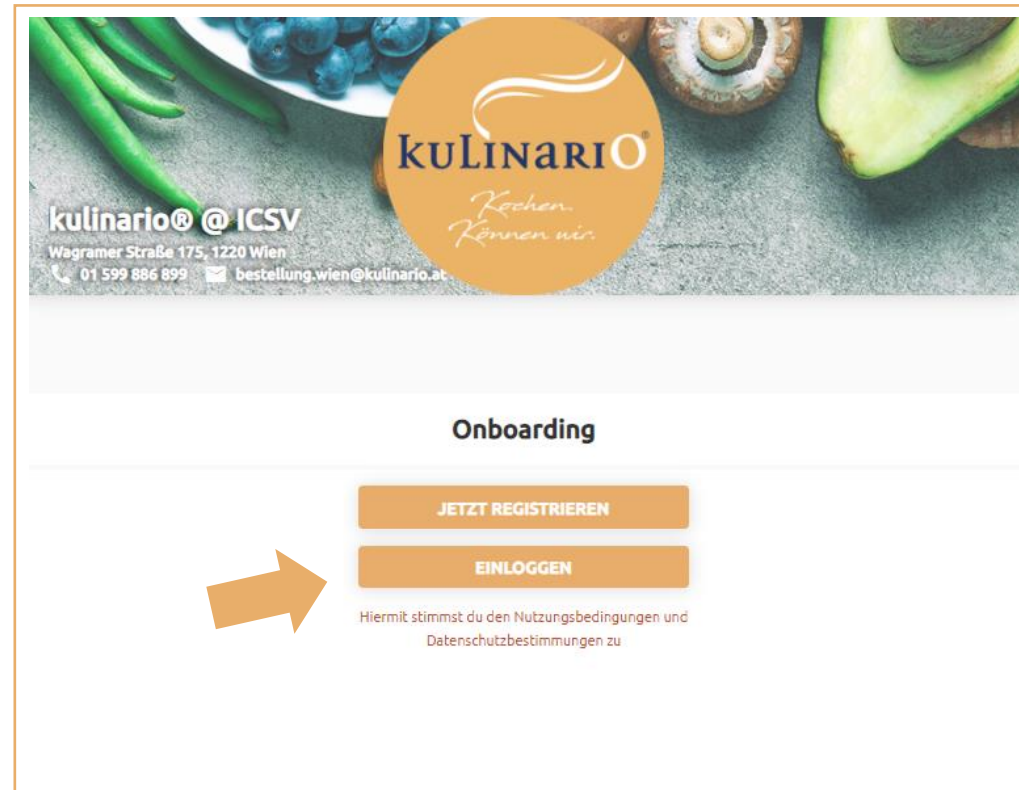 kuLinariO®
Kochen.
Können wir.
kulinario® @ ICSV
Wagramer Straße 175, 1220 Wien
01 599 886 899 bestellung.wien@kulinario.at
Onboarding
JETZT REGISTRIEREN
EINLOGGEN
Hiermit stimmst du den Nutzungsbedingungen und
Datenschutzbestimmungen zu